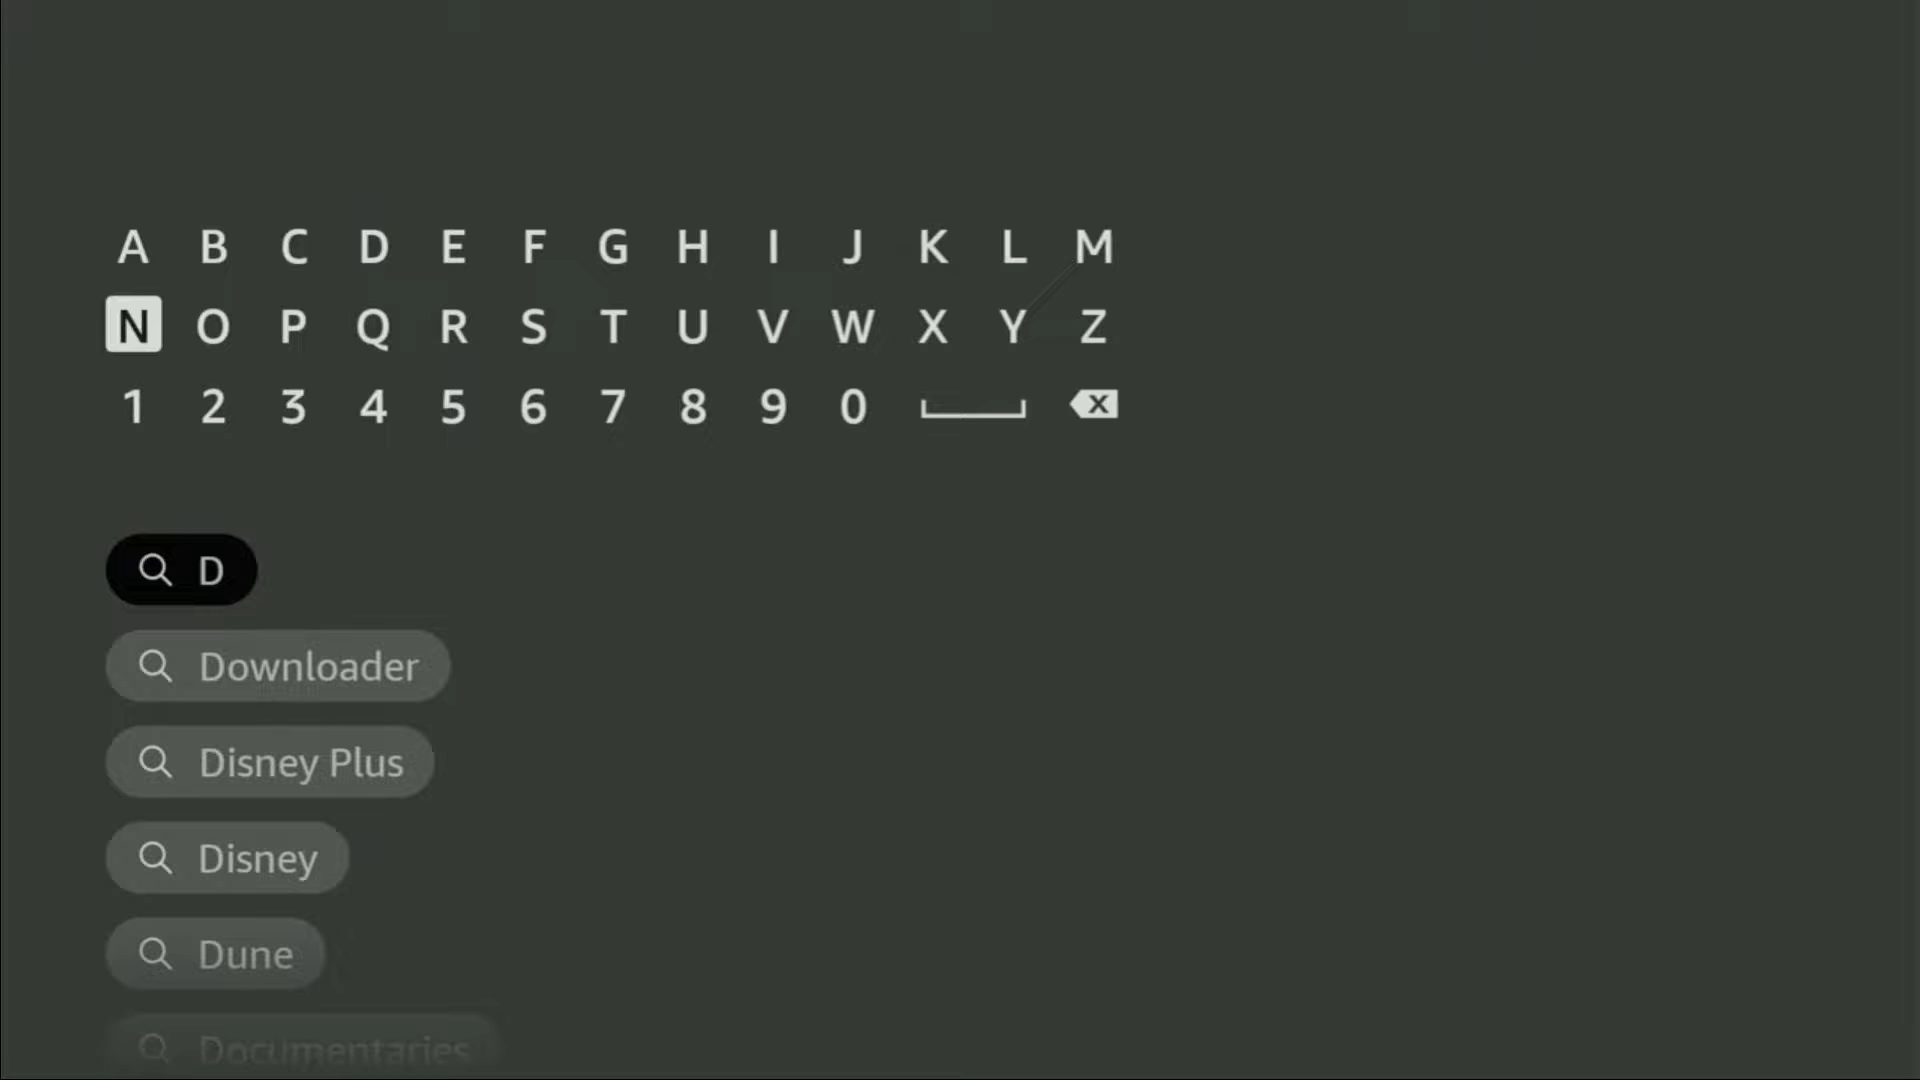 A B C D E F G H I J K L M
N O P Q R S T U V W X Y Z
1 2 3 4 5 6 7 8 9 0
D
Downloader
Disney Plus
Disney
Dune
Documentaries